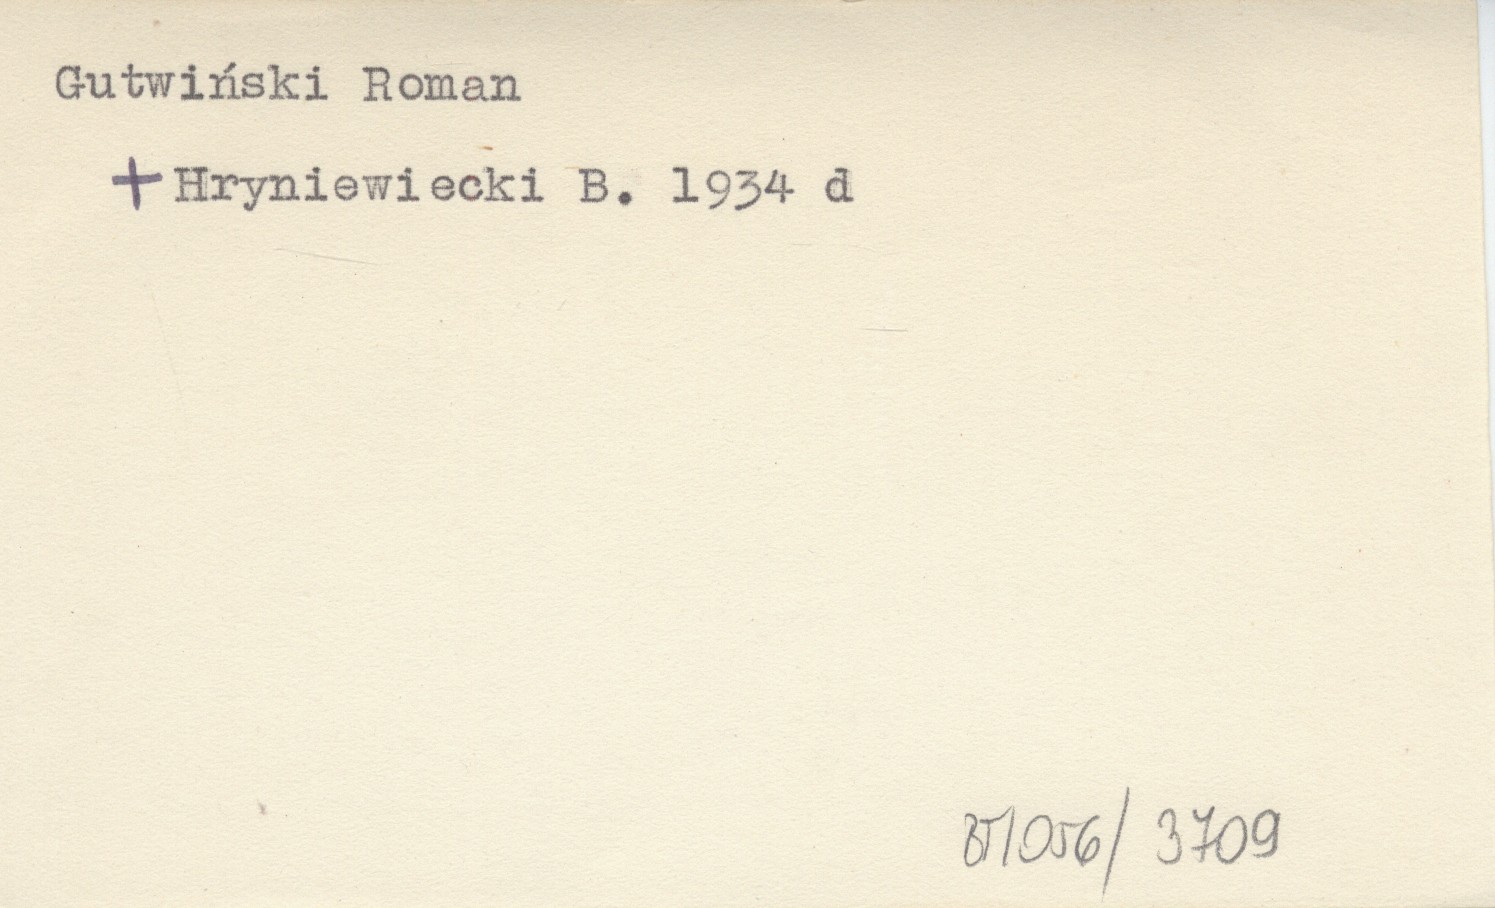 Gutwiński Roman
+ Hryniewiecki B. 1934 d
BT/056/ 3709